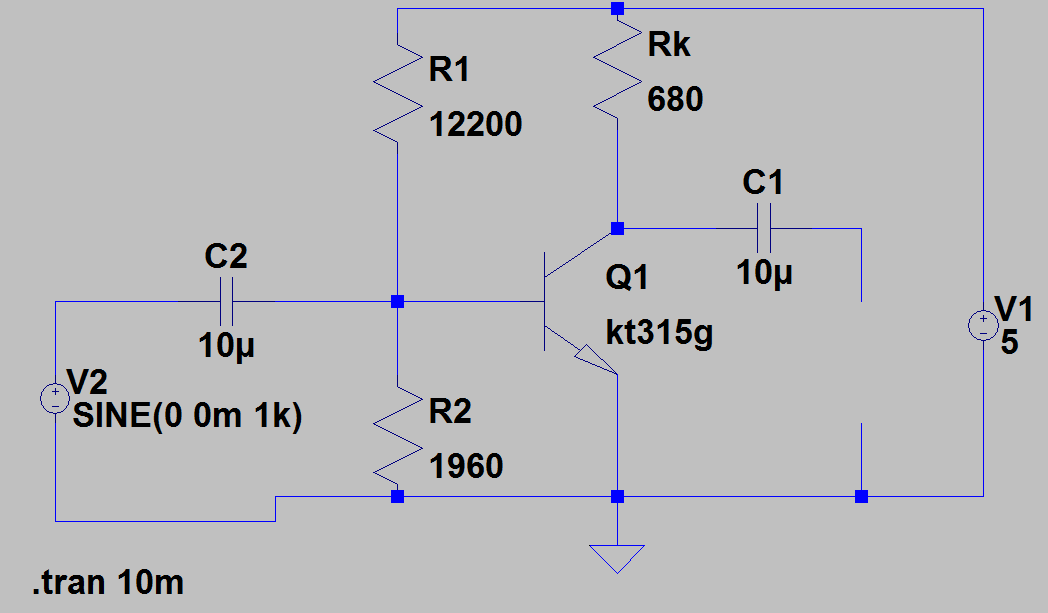 R1
12200
Rk
680
C1
10µ
C2
10µ
Q1
kt315g
V1
5
V2
SINE(0 0m 1k)
R2
1960
.tran 10m